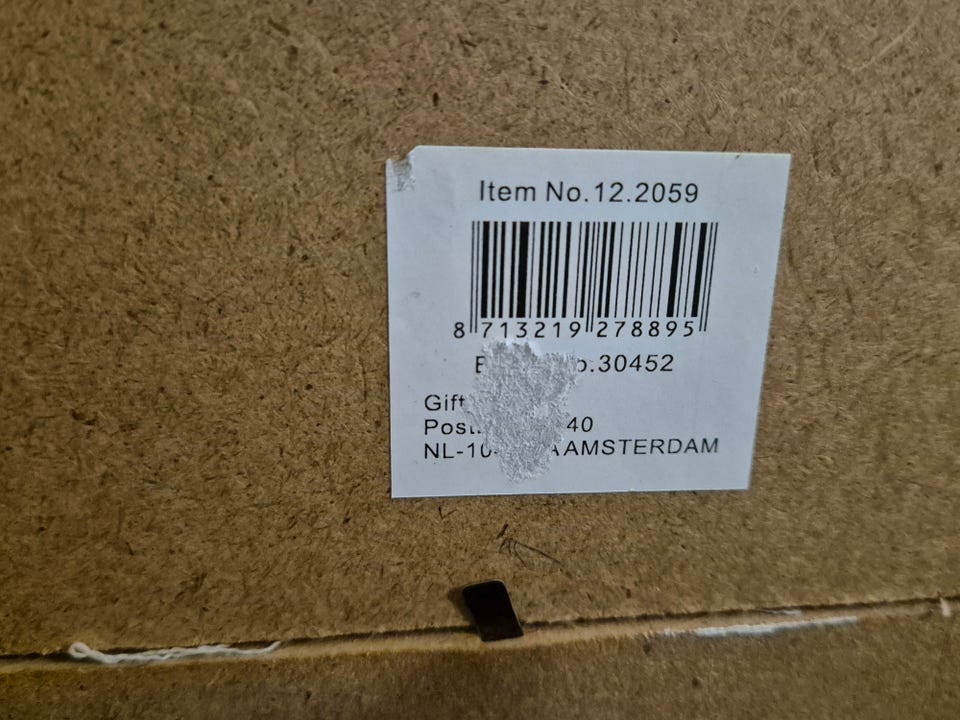 Item No.12.2059
8 713219 278895
.30452
Gift
40
AMSTERDAM